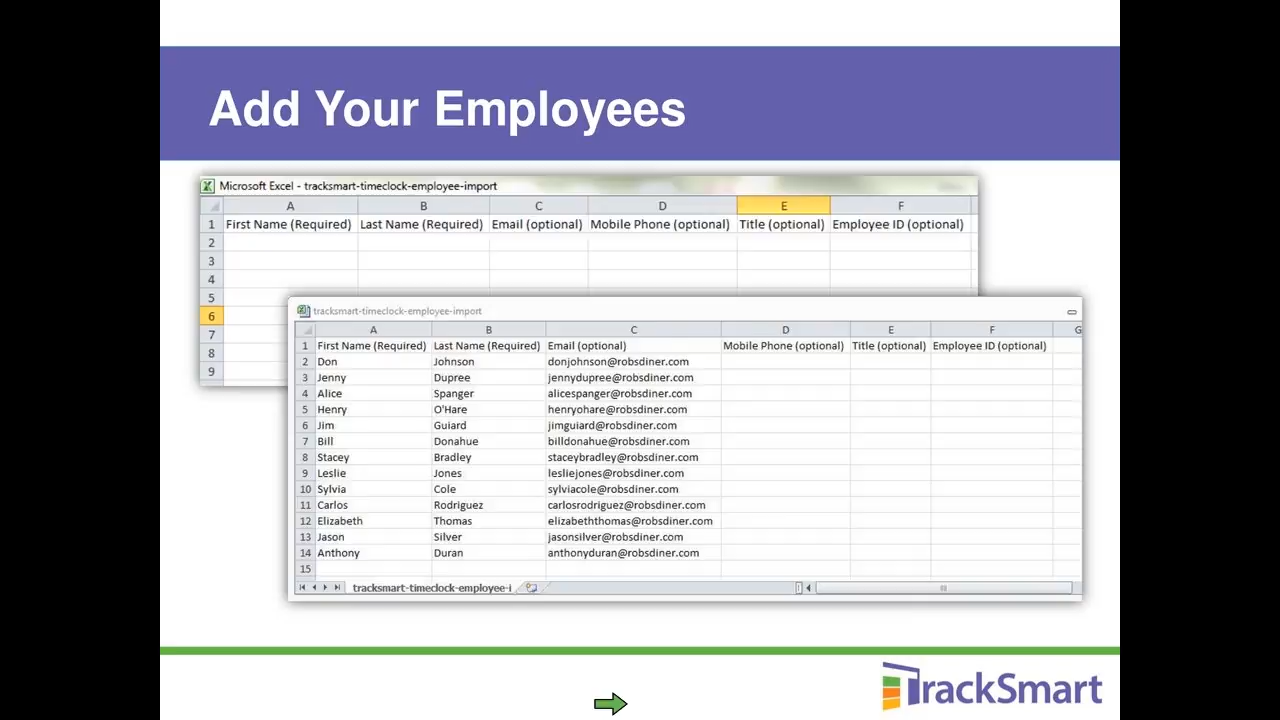 Add Your Employees
Microsoft Excel - tracksmart-timeclock-employee-import
A B C D E F
1 First Name (Required) Last Name (Required) Email (optional) Mobile Phone (optional) Title (optional) Employee ID (optional)
2
3
4
5
6
7
8
9
tracksmart-timeclock-employee-import
A B C D E F G
1 First Name (Required) Last Name (Required) Email (optional) Mobile Phone (optional) Title (optional) Employee ID (optional)
2 Don Johnson donjohnson@robsdiner.com
3 Jenny Dupree jennydupree@robsdiner.com
4 Alice Spanger alicespanger@robsdiner.com
5 Henry O'Hare henryohare@robsdiner.com
6 Jim Guiard jimguiard@robsdiner.com
7 Bill Donahue billdonahue@robsdiner.com
8 Stacey Bradley staceybradley@robsdiner.com
9 Leslie Jones lesliejones@robsdiner.com
10 Sylvia Cole sylviacole@robsdiner.com
11 Carlos Rodriguez carlosrodriguez@robsdiner.com
12 Elizabeth Thomas elizabeththomas@robsdiner.com
13 Jason Silver jasonsilver@robsdiner.com
14 Anthony Duran anthonyduran@robsdiner.com
15
tracksmart-timeclock-employee-i
TrackSmart